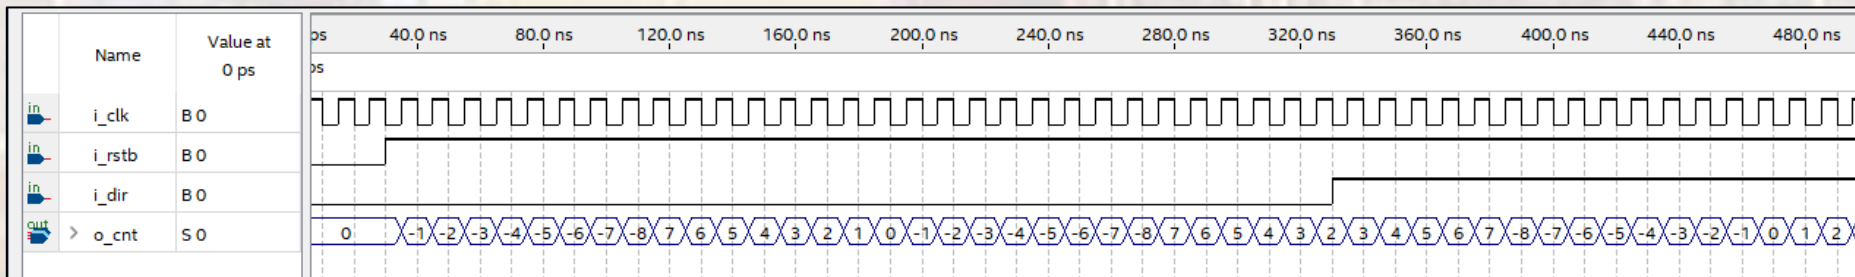 Name
Value at
0 ps
ps 40.0 ns 80.0 ns 120.0 ns 160.0 ns 200.0 ns 240.0 ns 280.0 ns 320.0 ns 360.0 ns 400.0 ns 440.0 ns 480.0 ns
ps
in i_clk B 0
in i_rstb B 0
in i_dir B 0
out > o_cnt S 0 0 -1 -2 -3 -4 -5 -6 -7 -8 7 6 5 4 3 2 1 0 -1 -2 -3 -4 -5 -6 -7 -8 7 6 5 4 3 2 3 4 5 6 7 -8 -7 -6 -5 -4 -3 -2 -1 0 1 2